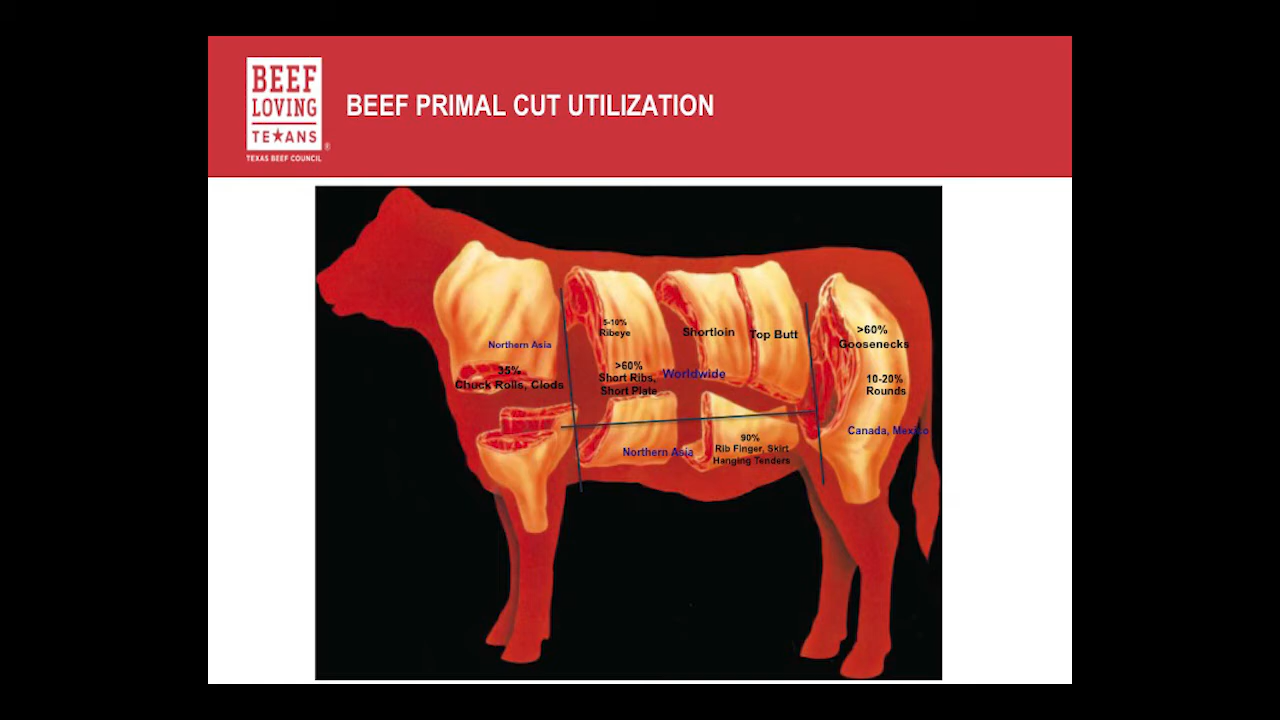 BEEF
LOVING
TE★ANS
®
TEXAS BEEF COUNCIL
BEEF PRIMAL CUT UTILIZATION
Northern Asia
35%
Chuck Rolls, Clods
5-10%
Ribeye
>60%
Short Ribs,
Short Plate
Shortloin
Top Butt
Worldwide
>60%
Goosenecks
10-20%
Rounds
Canada, Mexico
Northern Asia
90%
Rib Finger, Skirt
Hanging Tenders